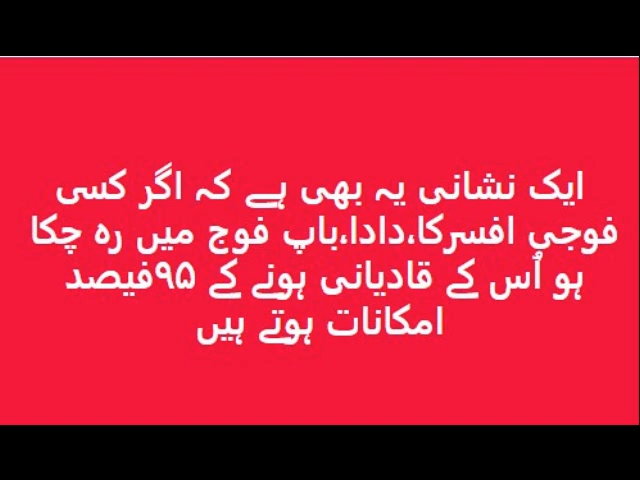 ایک نشانی یہ بھی ہے کہ اگر کسی
فوجی افسرکا،دادا،باپ فوج میں رہ چکا
ہو اُس کے قادیانی ہونے کے ۹۵فیصد
امکانات ہوتے ہیں